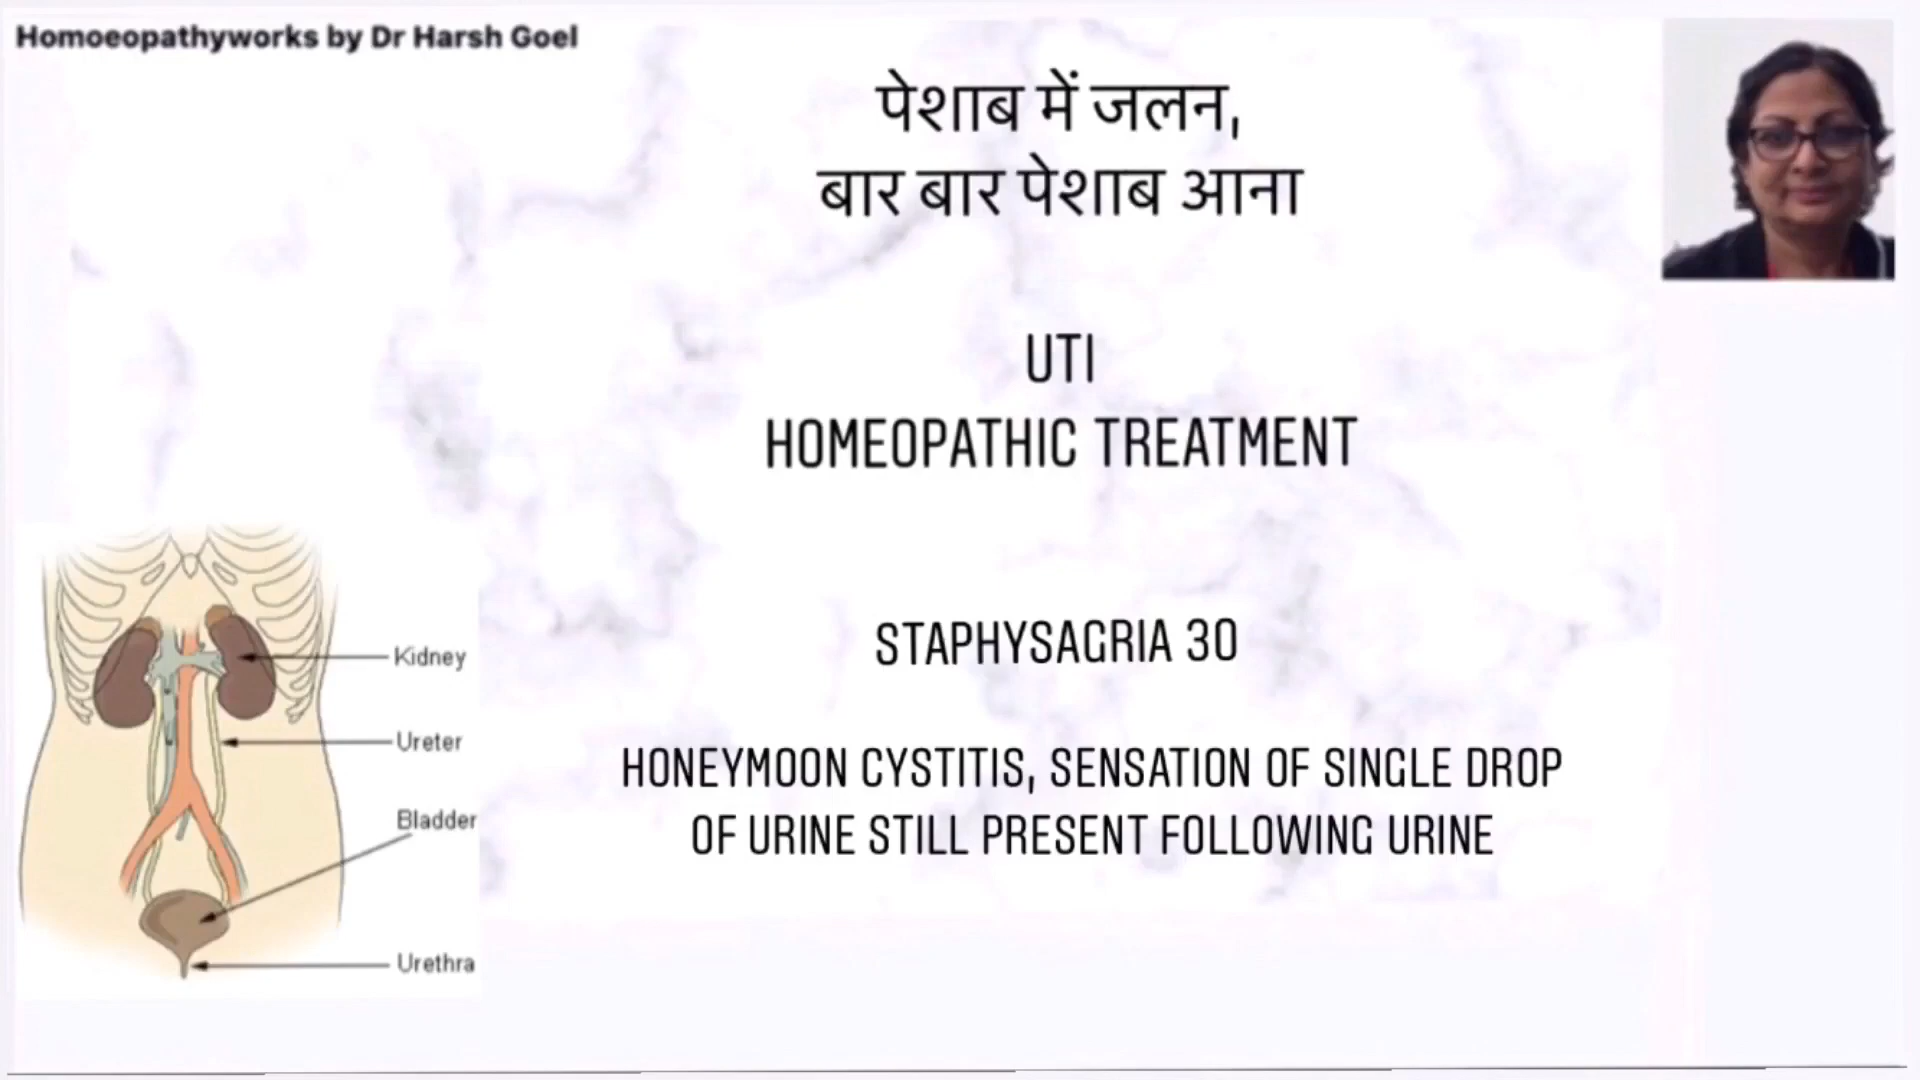 Homoeopathyworks by Dr Harsh Goel
पेशाब में जलन,
बार बार पेशाब आना
UTI
HOMEOPATHIC TREATMENT
STAPHYSAGRIA 30
HONEYMOON CYSTITIS, SENSATION OF SINGLE DROP
OF URINE STILL PRESENT FOLLOWING URINE
Kidney
Ureter
Bladder
Urethra